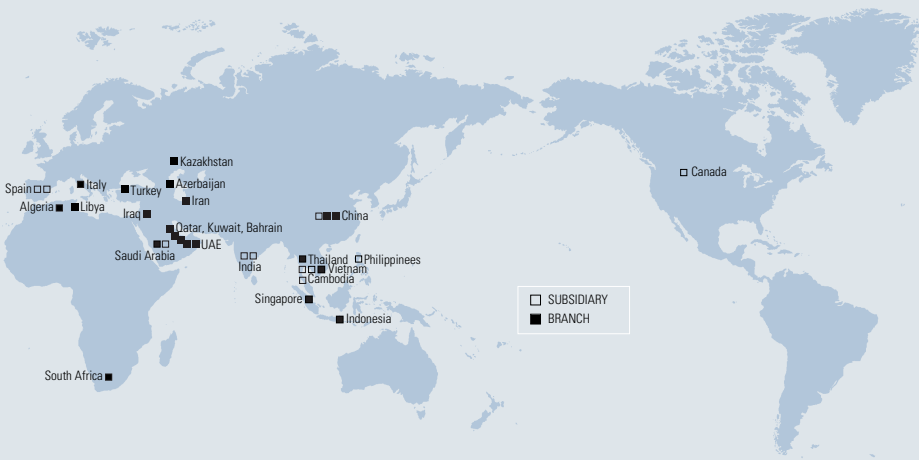 Kazakhstan
Canada
Spain
Italy
Turkey
Azerbaijan
Iran
Algeria
Libya
Iraq
China
Qatar, Kuwait, Bahrain
UAE
Saudi Arabia
India
Thailand
Philippinees
Vietnam
Cambodia
Singapore
SUBSIDIARY
BRANCH
Indonesia
South Africa